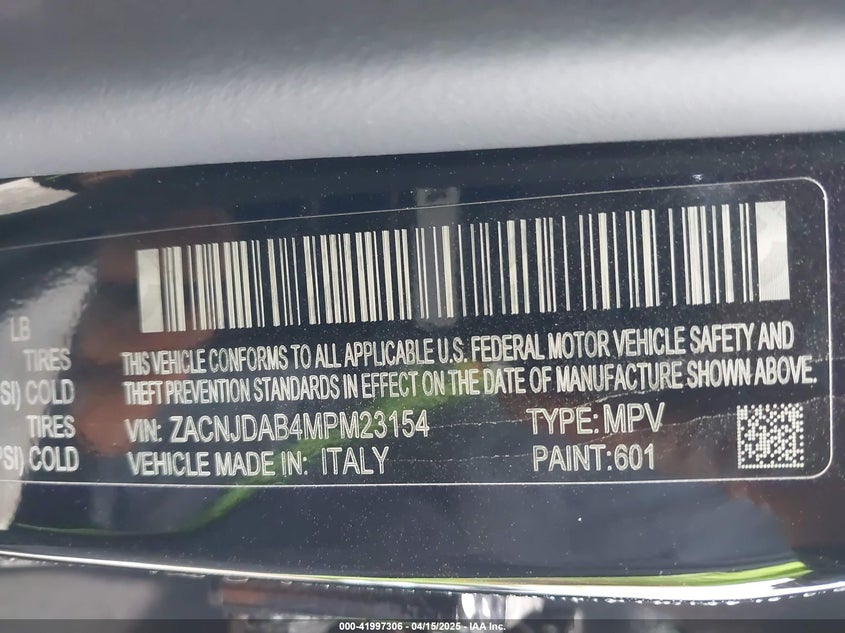 LB
TIRES
SI) COLD
TIRES
PSI) COLD
THIS VEHICLE CONFORMS TO ALL APPLICABLE U.S. FEDERAL MOTOR VEHICLE SAFETY AND
THEFT PREVENTION STANDARDS IN EFFECT ON THE DATE OF MANUFACTURE SHOWN ABOVE.
VIN: ZACNJDAB4MPM23154 TYPE: MPV
VEHICLE MADE IN: ITALY PAINT:601
000-41997306 - 04/15/2025 - IAA Inc.